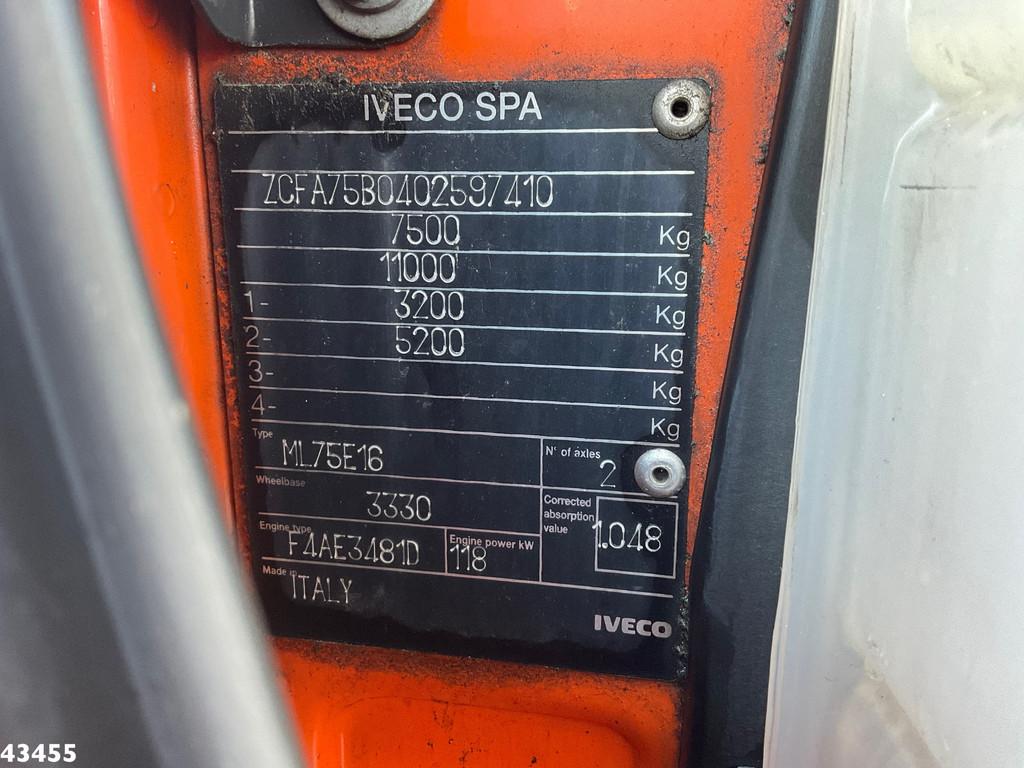 IVECO SPA
ZCFA75B0402597410
7500 Kg
11000 Kg
1- 3200 Kg
2- 5200 Kg
3- Kg
4- Kg
Type ML75E16
N° of axles 2
Wheelbase 3330
Corrected absorption value 1.048
Engine type F4AE3481D
Engine power kW 118
Made in ITALY
IVECO
43455